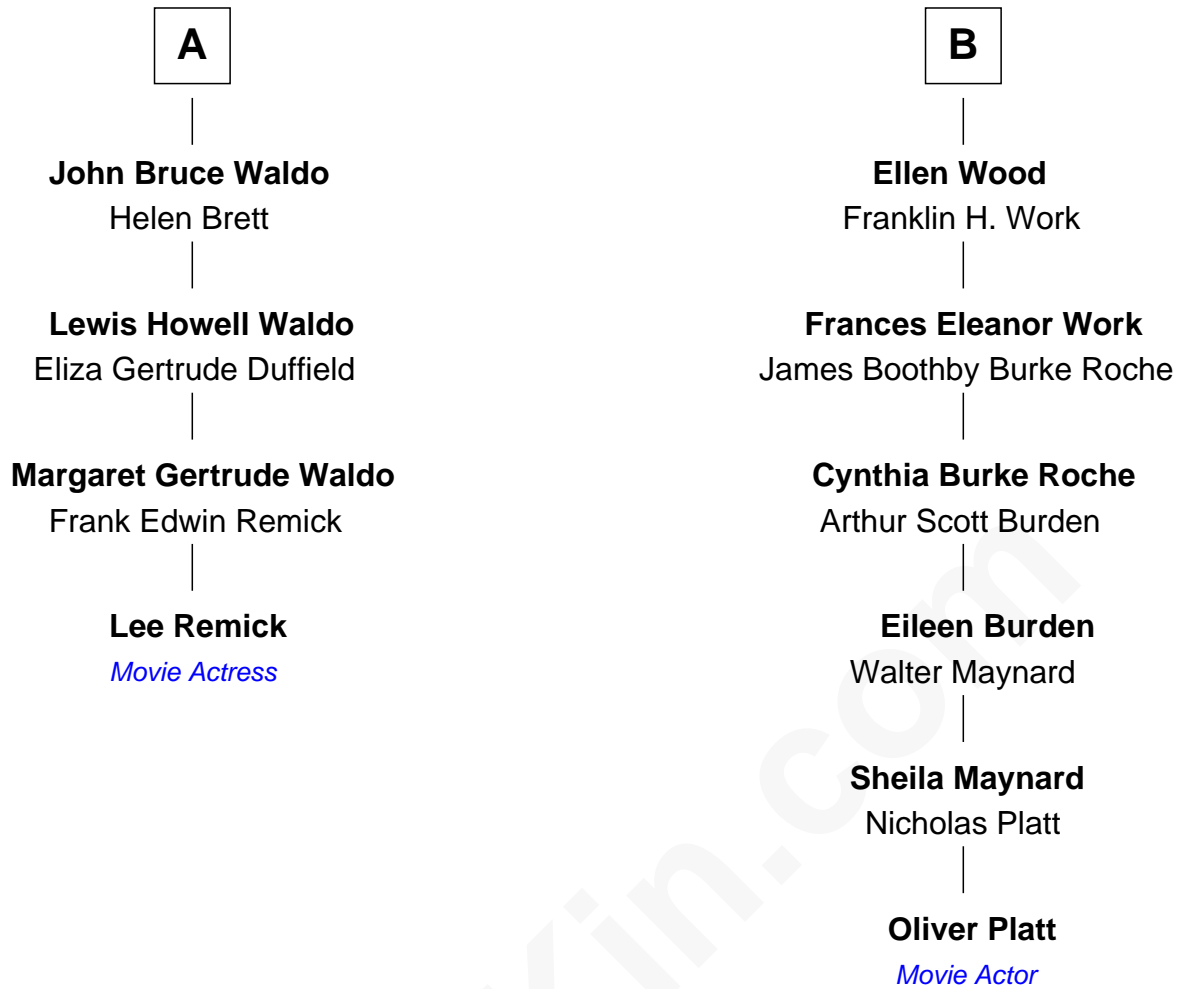 A
John Bruce Waldo
Helen Brett
Lewis Howell Waldo
Eliza Gertrude Duffield
Margaret Gertrude Waldo
Frank Edwin Remick
Lee Remick
Movie Actress
B
Ellen Wood
Franklin H. Work
Frances Eleanor Work
James Boothby Burke Roche
Cynthia Burke Roche
Arthur Scott Burden
Eileen Burden
Walter Maynard
Sheila Maynard
Nicholas Platt
Oliver Platt
Movie Actor
Kin.com